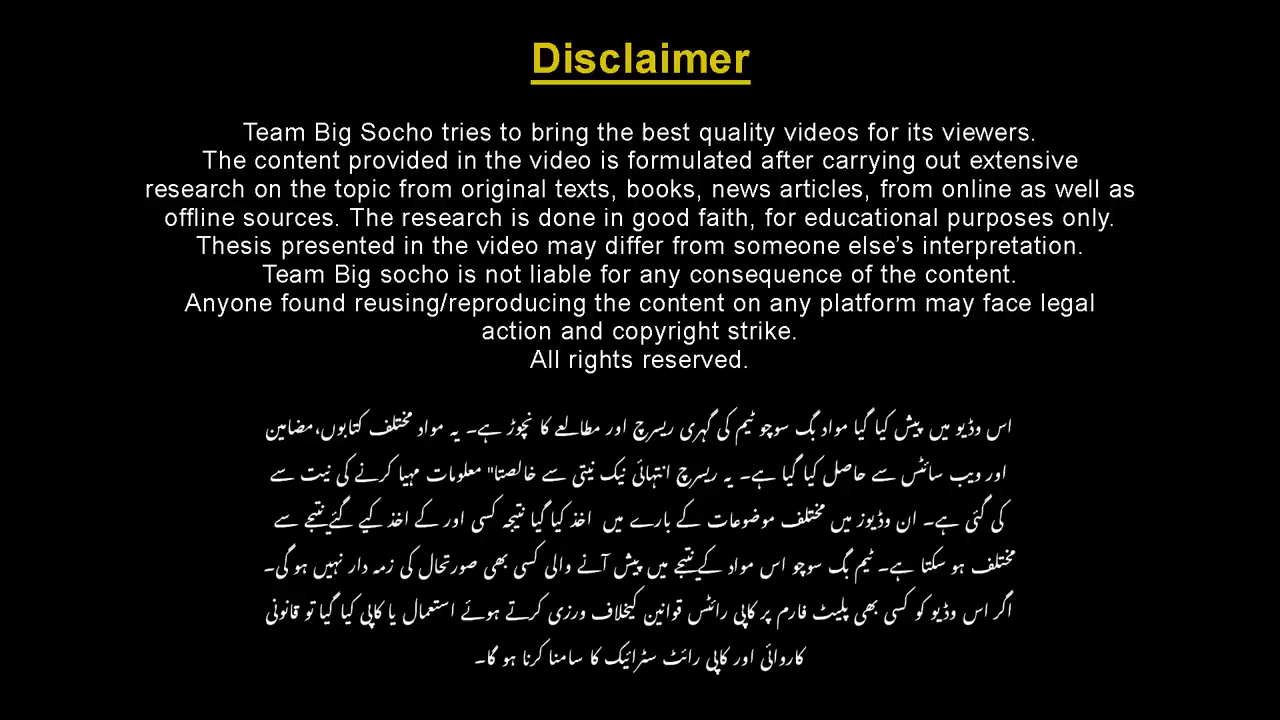 Disclaimer
Team Big Socho tries to bring the best quality videos for its viewers.
The content provided in the video is formulated after carrying out extensive
research on the topic from original texts, books, news articles, from online as well as
offline sources. The research is done in good faith, for educational purposes only.
Thesis presented in the video may differ from someone else's interpretation.
Team Big socho is not liable for any consequence of the content.
Anyone found reusing/reproducing the content on any platform may face legal
action and copyright strike.
All rights reserved.
اس وڈیو میں پیش کیا گیا مواد بگ سوچو ٹیم کی گہری ریسرچ اور مطالعے کا نچوڑ ہے۔ یہ مواد مختلف کتابوں،مضامین
اور ویب سائٹس سے حاصل کیا گیا ہے۔ یہ ریسرچ انتہائی نیک نیتی سے خالصتا" معلومات مہیا کرنے کی نیت سے
کی گئی ہے۔ ان وڈیوز میں مختلف موضوعات کے بارے میں اخذ کیا گیا نتیجہ کسی اور کے اخذ کیے گئے نتیجے سے
مختلف ہو سکتا ہے۔ ٹیم بگ سوچو اس مواد کے نتیجے میں پیش آنے والی کسی بھی صورتحال کی زمہ دار نہیں ہو گی۔
اگر اس وڈیو کو کسی بھی پلیٹ فارم پر کاپی رائٹس قوانین کیخلاف ورزی کرتے ہوئے استعمال یا کاپی کیا گیا تو قانونی
کاروائی اور کاپی رائٹ سٹرائیک کا سامنا کرنا ہو گا۔